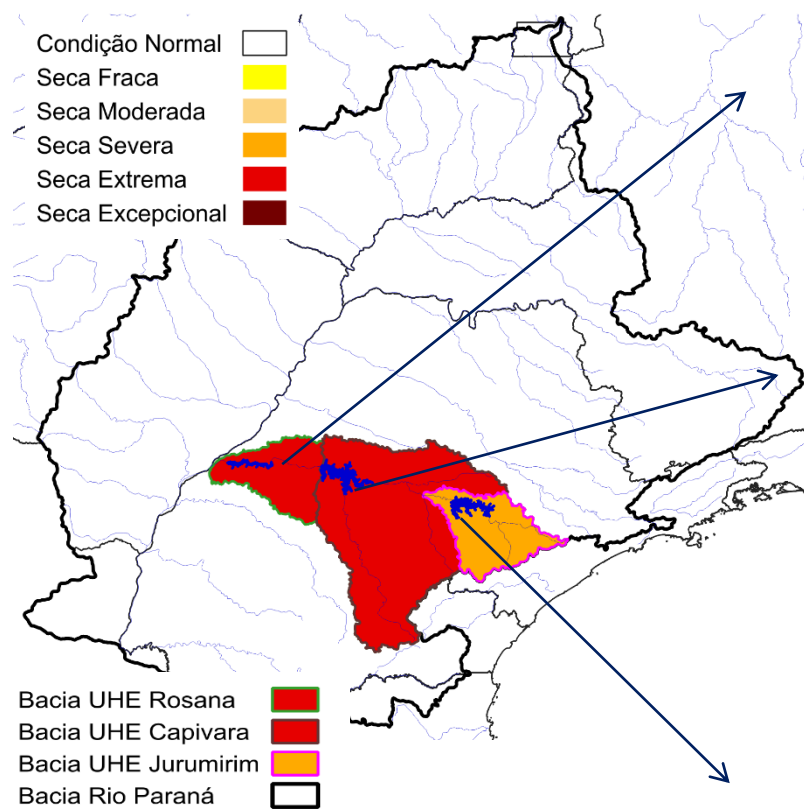 Condição Normal
Seca Fraca
Seca Moderada
Seca Severa
Seca Extrema
Seca Excepcional
Bacia UHE Rosana
Bacia UHE Capivara
Bacia UHE Jurumirim
Bacia Rio Paraná